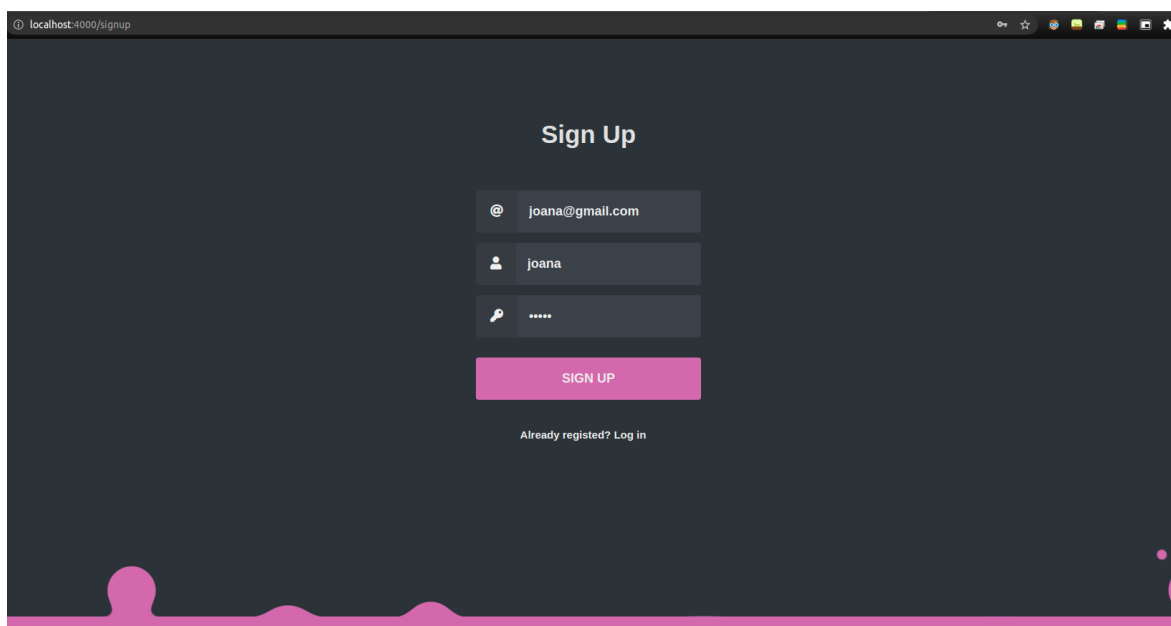 localhost:4000/signup
Sign Up
@ joana@gmail.com
joana
•••••
SIGN UP
Already registed? Log in